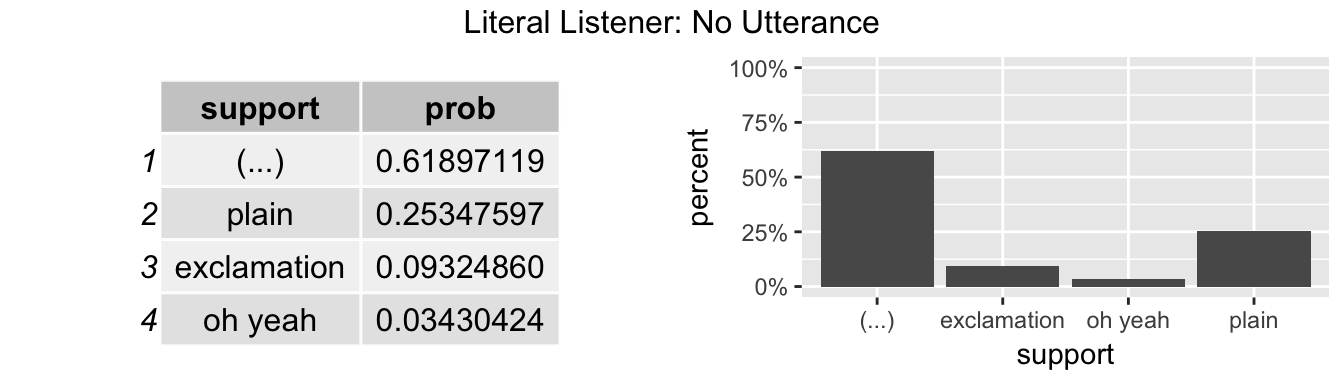 Literal Listener: No Utterance
support prob
1 (...) 0.61897119
2 plain 0.25347597
3 exclamation 0.09324860
4 oh yeah 0.03430424
percent
100%
75%
50%
25%
0%
(...) exclamation oh yeah plain
support